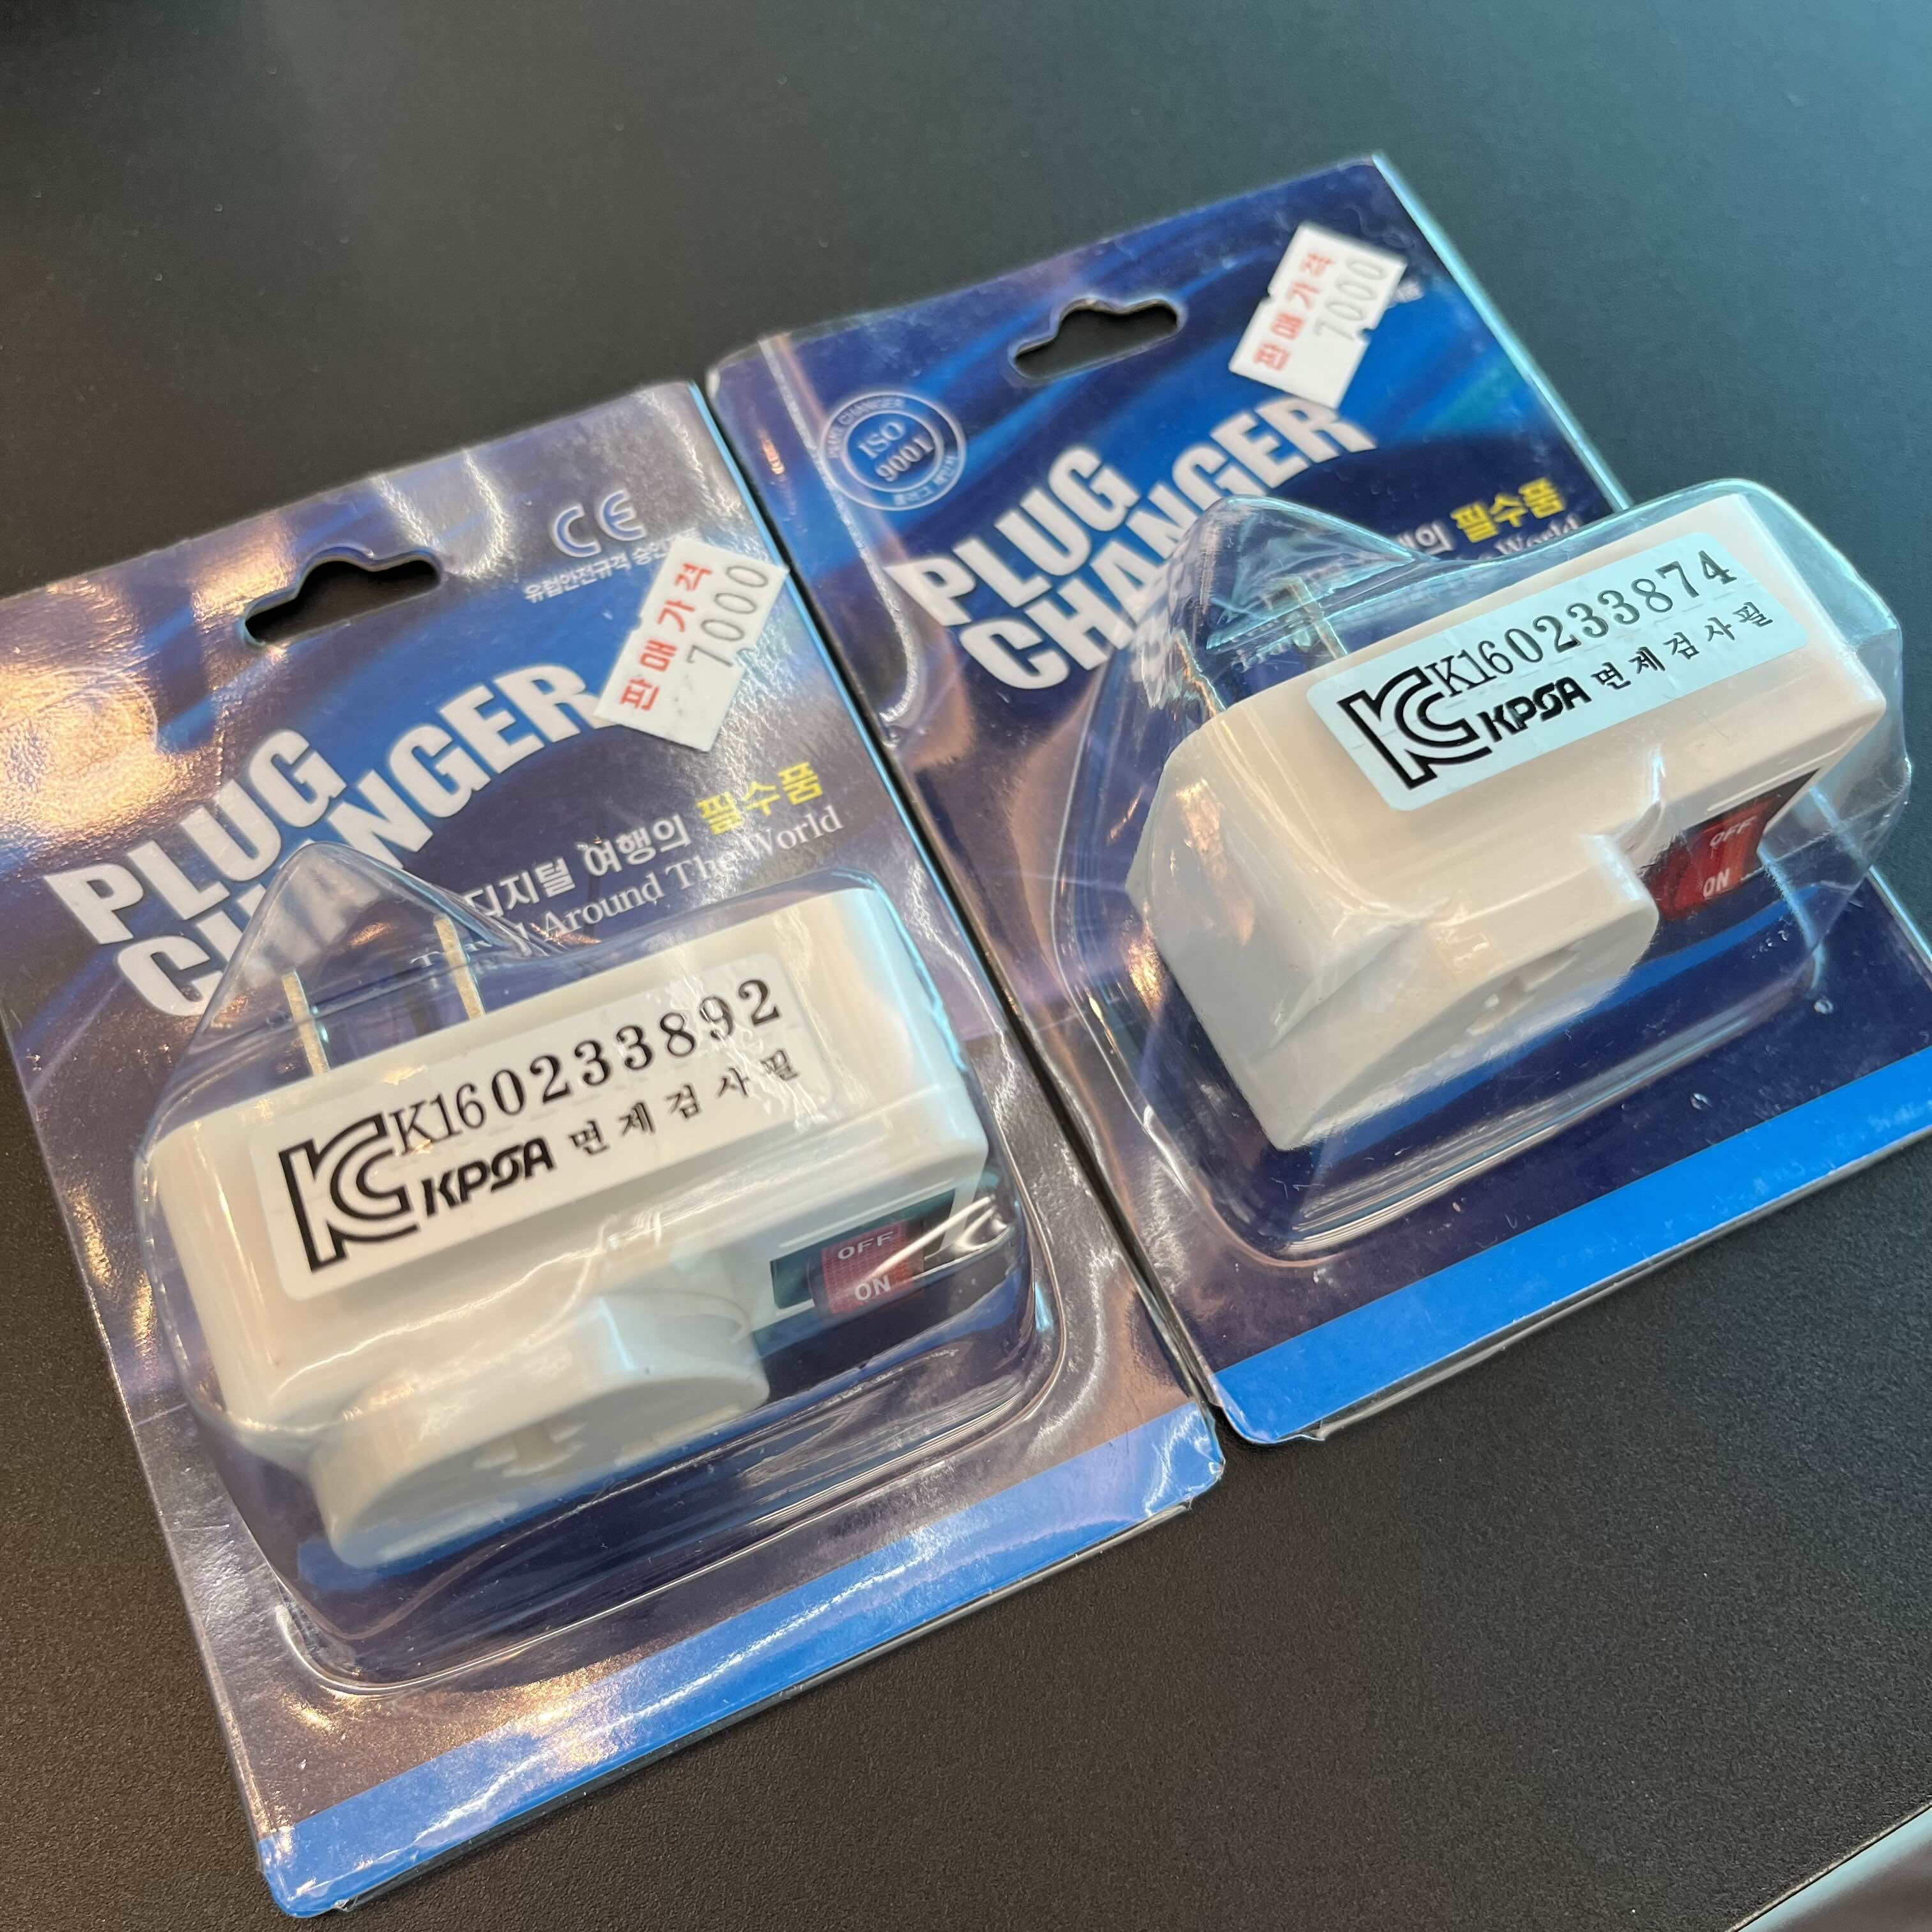 CE
유럽안전규격 승인
판매가격
7000
PLUG
CHANGER
디지털 여행의 필수품
Around The World
K160233892
KC
KPSA 면제검사필
OFF
ON
판매가격
7000
ISO
9001
PLUG
CHANGER
필수품
World
K160233874
KC
KPSA 면제검사필
OFF
ON